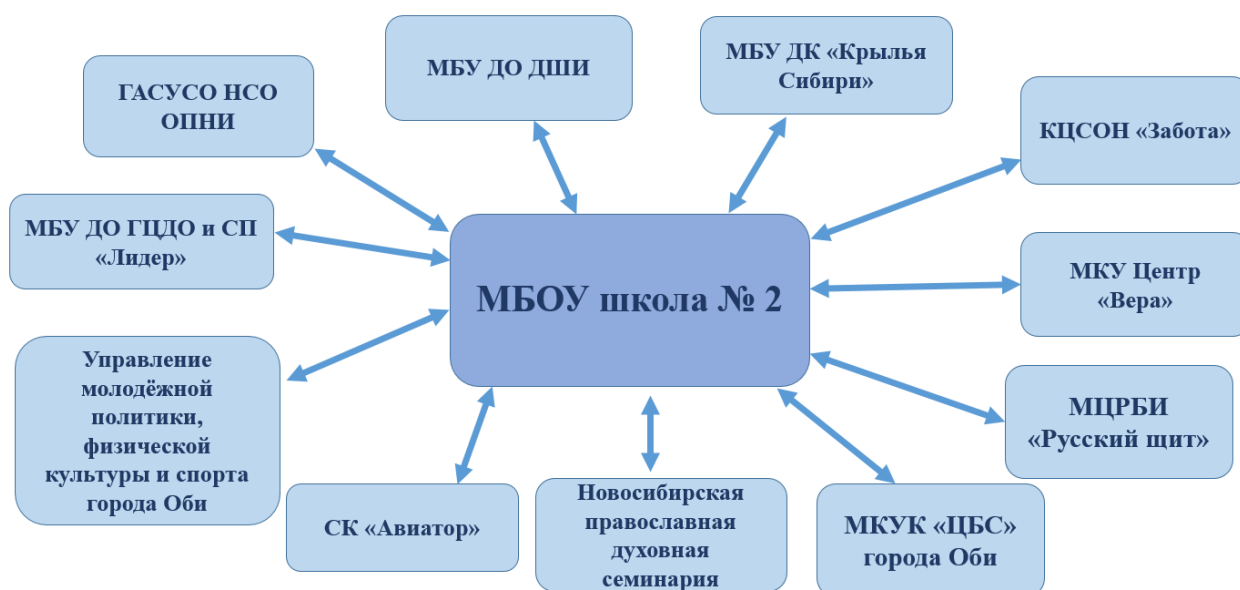 МБУ ДО ДШИ
МБУ ДК «Крылья
Сибири»
ГАСУСО НСО
ОПНИ
КЦСОН «Забота»
МБУ ДО ГЦДО и СП
«Лидер»
МБОУ школа № 2
МКУ Центр
«Вера»
Управление
молодёжной
политики,
физической
культуры и спорта
города Оби
МЦРБИ
«Русский щит»
СК «Авиатор»
Новосибирская
православная
духовная
семинария
МКУК «ЦБС»
города Оби